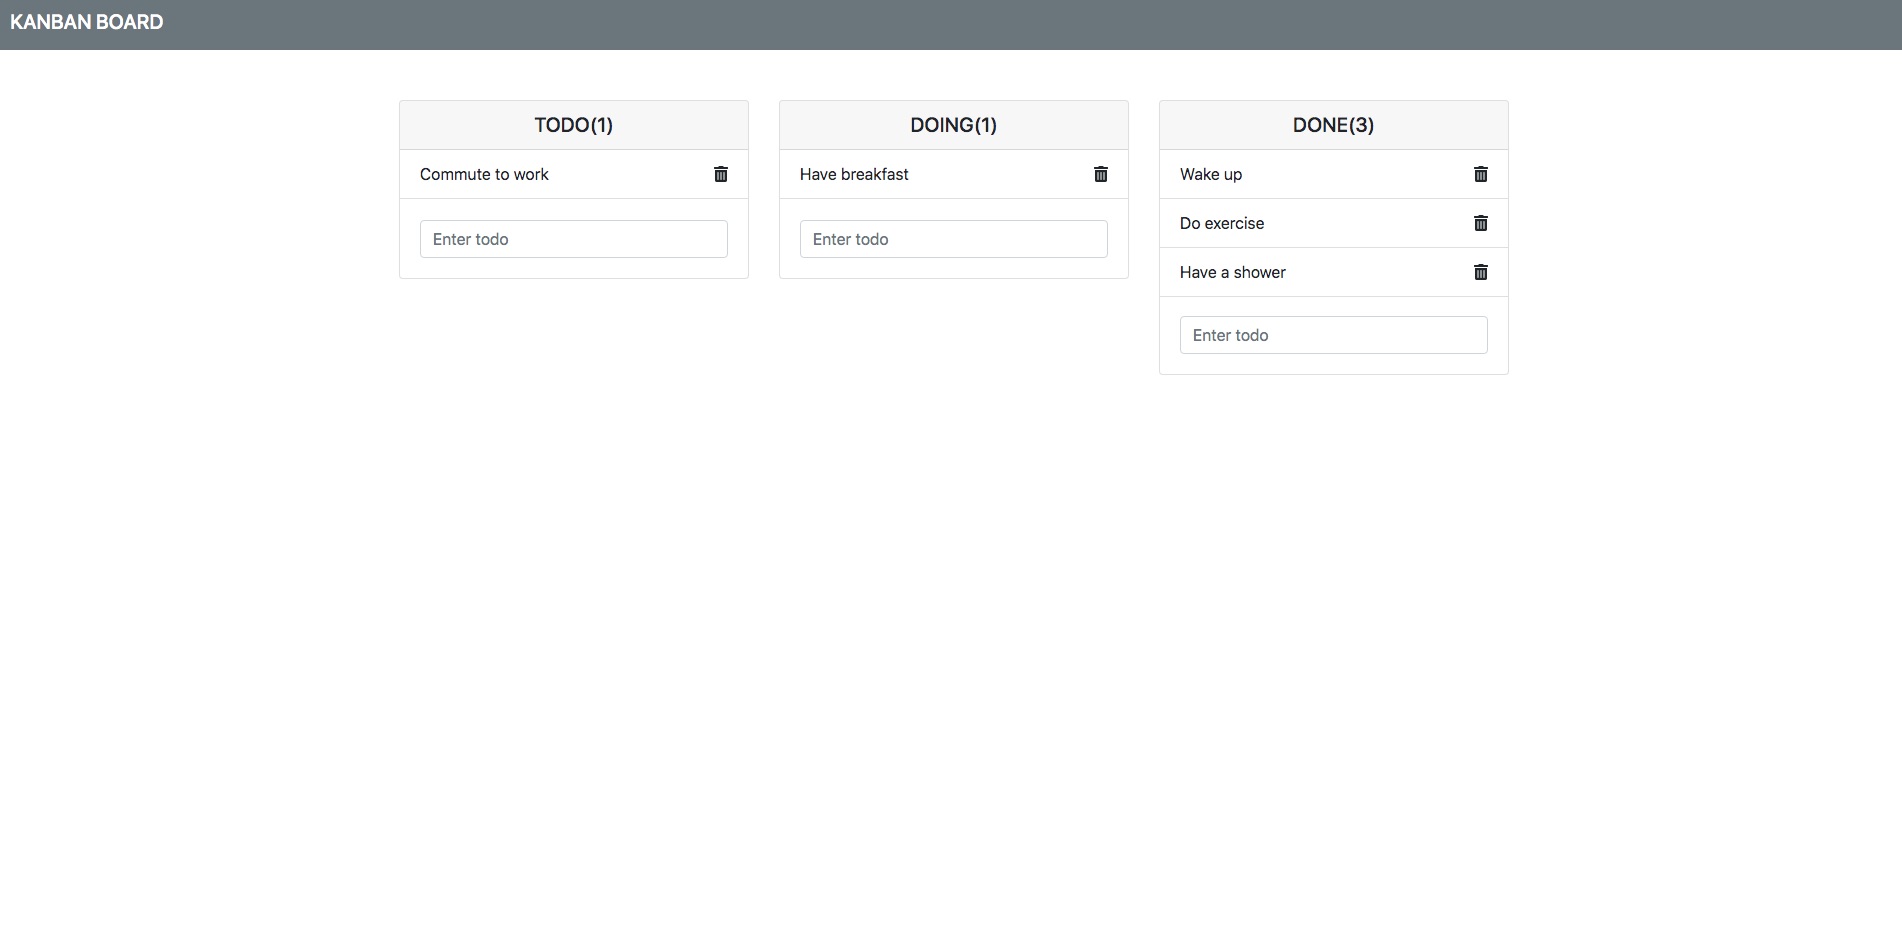 KANBAN BOARD
TODO(1)
Commute to work
Enter todo
DOING(1)
Have breakfast
Enter todo
DONE(3)
Wake up
Do exercise
Have a shower
Enter todo